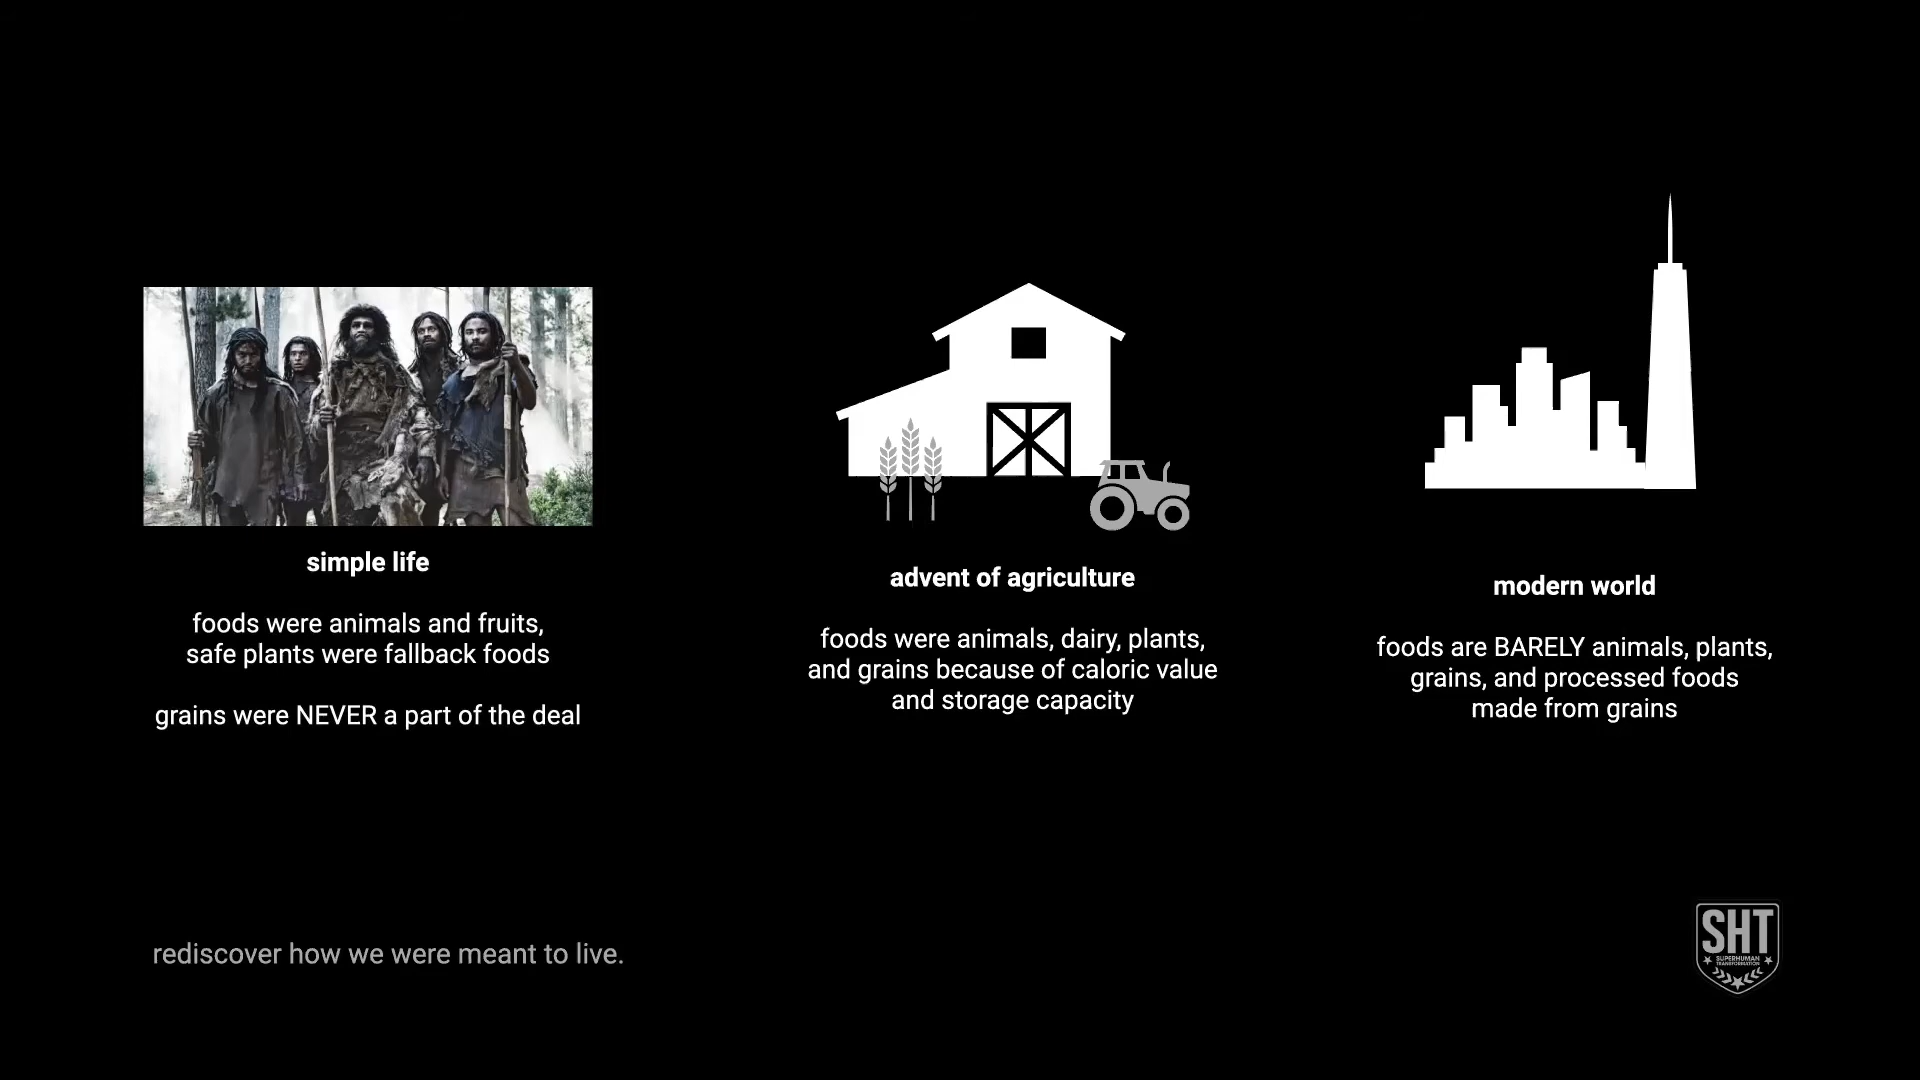 simple life
foods were animals and fruits,
safe plants were fallback foods
grains were NEVER a part of the deal
advent of agriculture
foods were animals, dairy, plants,
and grains because of caloric value
and storage capacity
modern world
foods are BARELY animals, plants,
grains, and processed foods
made from grains
rediscover how we were meant to live.
SHT
SUPERHUMAN
TRANSFORMATION